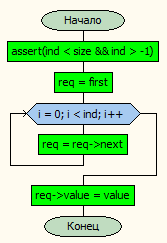 Начало
assert(ind < size && ind > -1)
req = first
i = 0; i < ind; i++
req = req->next
req->value = value
Конец